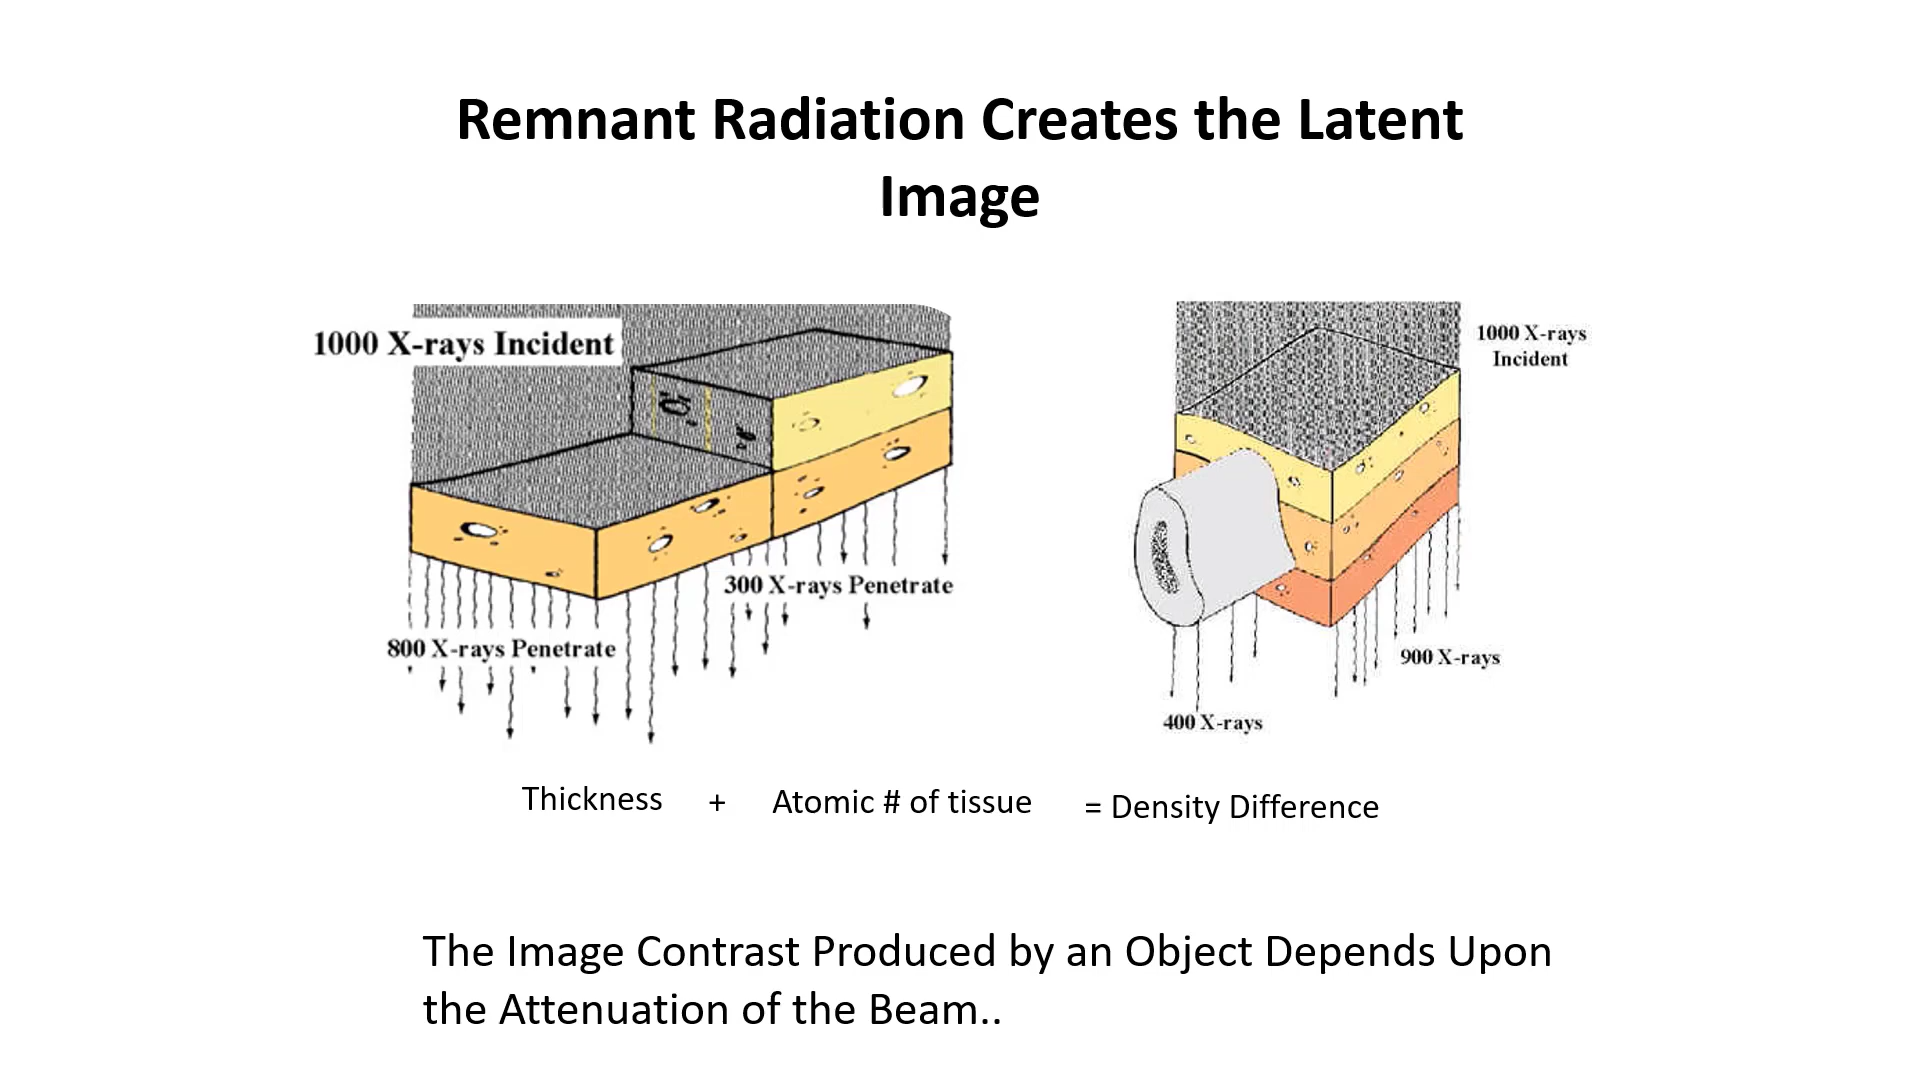 Remnant Radiation Creates the Latent
Image
1000 X-rays Incident
300 X-rays Penetrate
800 X-rays Penetrate
1000 X-rays
Incident
900 X-rays
400 X-rays
Thickness + Atomic # of tissue = Density Difference
The Image Contrast Produced by an Object Depends Upon
the Attenuation of the Beam..